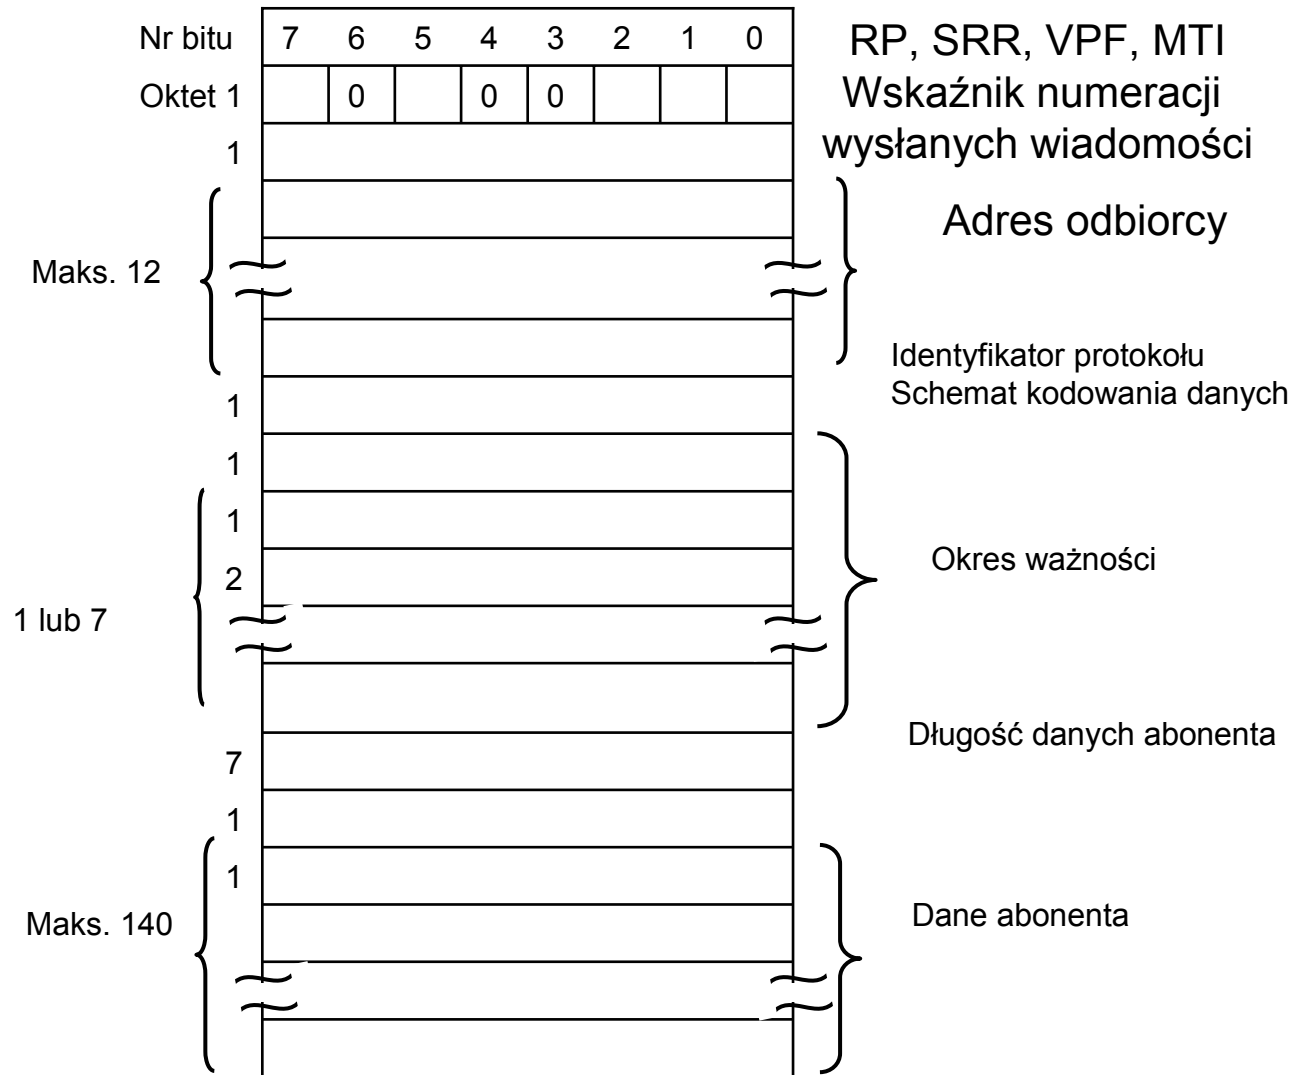 Nr bitu 7 6 5 4 3 2 1 0
RP, SRR, VPF, MTI
Oktet 1 0 0 0
Wskaźnik numeracji
wysłanych wiadomości
1
Adres odbiorcy
Maks. 12
Identyfikator protokołu
Schemat kodowania danych
1
1
1
2
Okres ważności
1 lub 7
Długość danych abonenta
7
1
1
Maks. 140
Dane abonenta